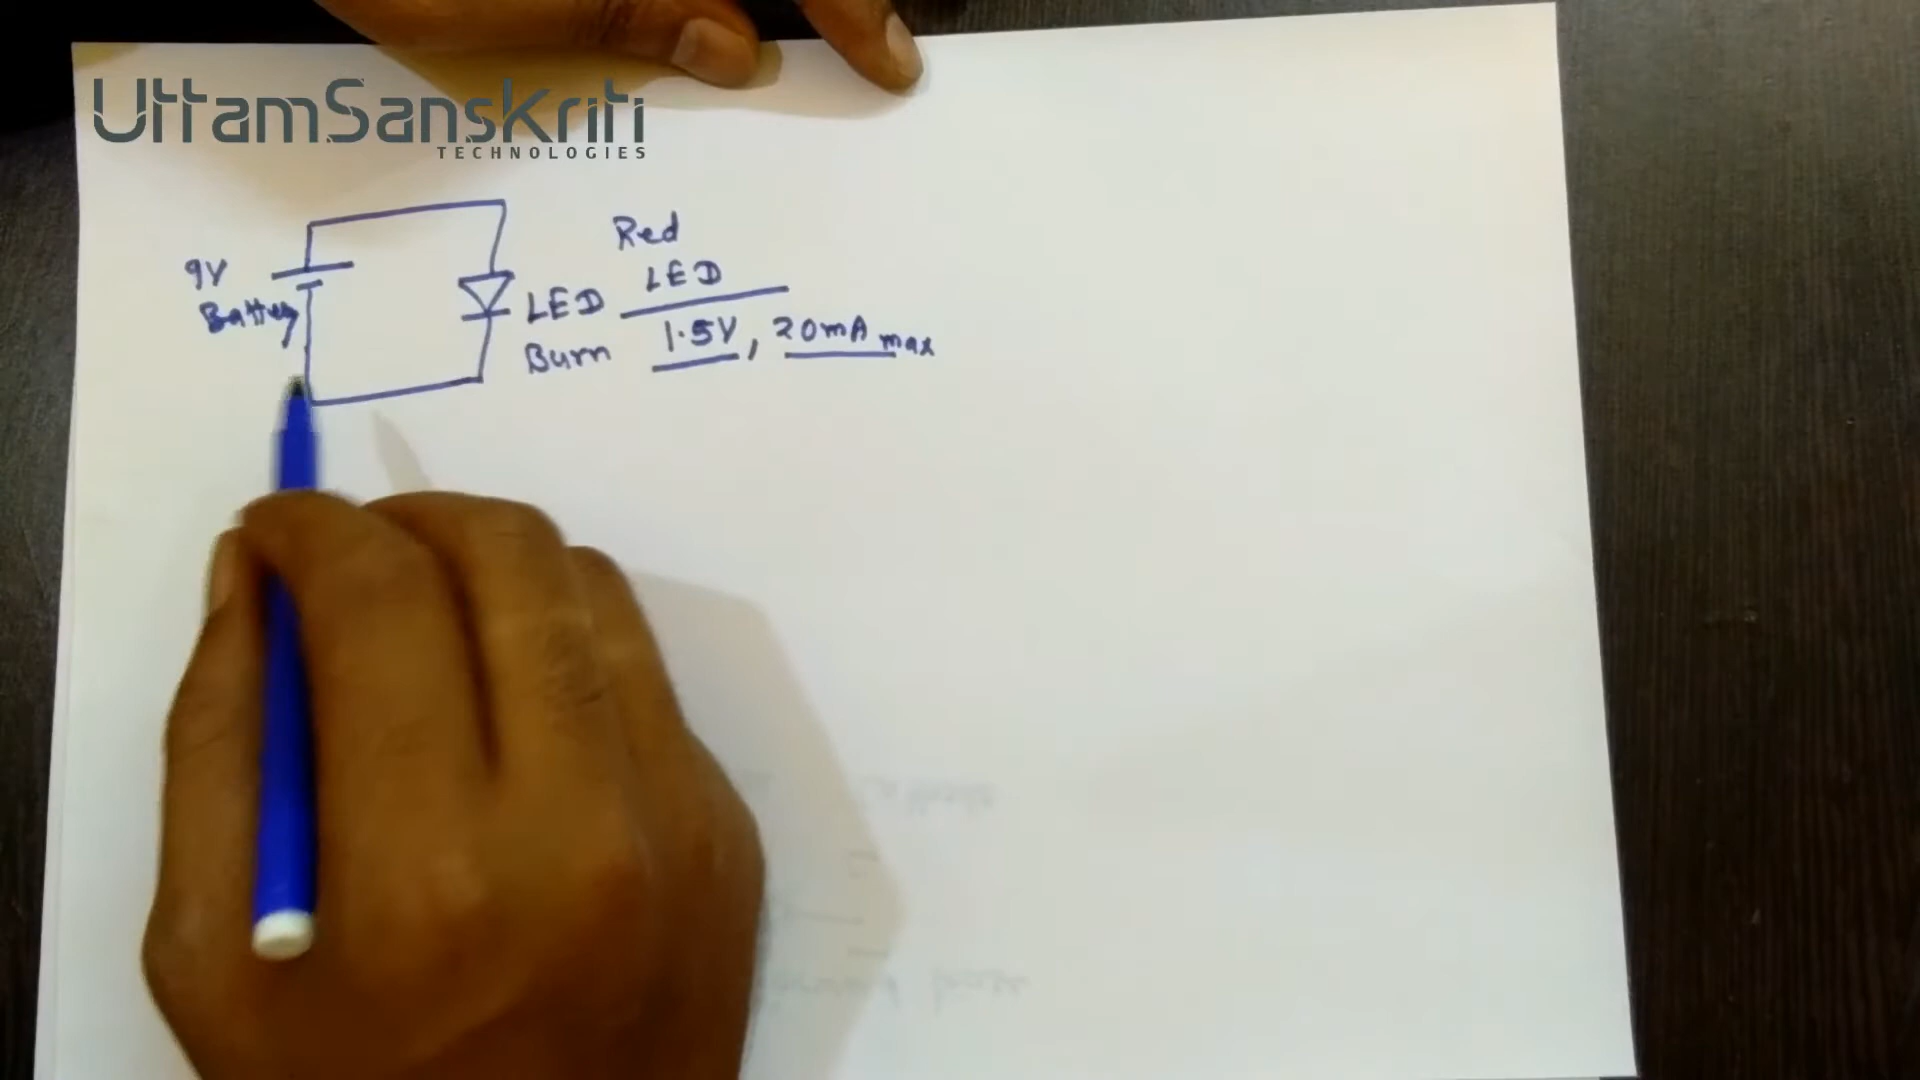 UttamSansKriti
TECHNOLOGIES
9V
Battery
LED
Burn
Red
LED
1.5V, 20mA max